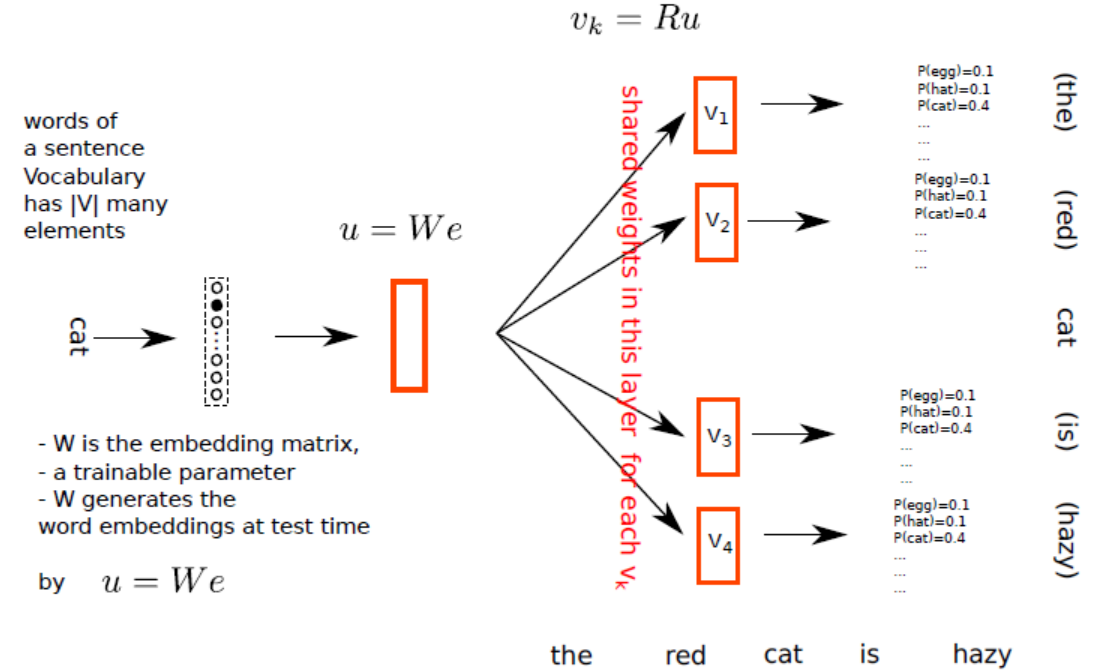 v_k = Ru
words of
a sentence
Vocabulary
has |V| many
elements
u = We
cat
- W is the embedding matrix,
- a trainable parameter
- W generates the
word embeddings at test time
by u = We
shared weights in this layer for each v_k
v_1
P(egg)=0.1
P(hat)=0.1
P(cat)=0.4
...
...
...
(the)
v_2
P(egg)=0.1
P(hat)=0.1
P(cat)=0.4
...
...
...
(red)
cat
v_3
P(egg)=0.1
P(hat)=0.1
P(cat)=0.4
...
...
...
(is)
v_4
P(egg)=0.1
P(hat)=0.1
P(cat)=0.4
...
...
...
(hazy)
the red cat is hazy